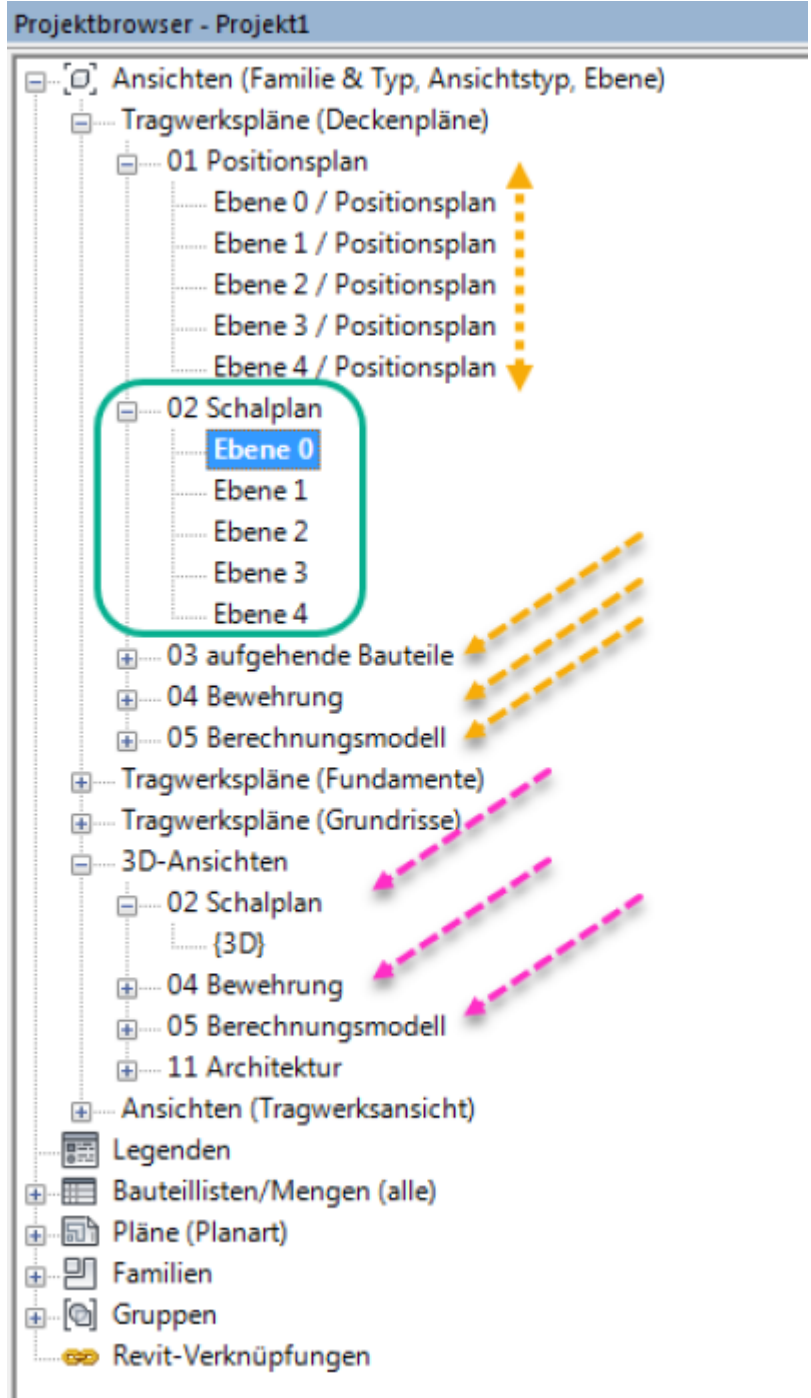 Projektbrowser - Projekt1
Ansichten (Familie & Typ, Ansichtstyp, Ebene)
Tragwerkspläne (Deckenpläne)
01 Positionsplan
Ebene 0 / Positionsplan
Ebene 1 / Positionsplan
Ebene 2 / Positionsplan
Ebene 3 / Positionsplan
Ebene 4 / Positionsplan
02 Schalplan
Ebene 0
Ebene 1
Ebene 2
Ebene 3
Ebene 4
03 aufgehende Bauteile
04 Bewehrung
05 Berechnungsmodell
Tragwerkspläne (Fundamente)
Tragwerkspläne (Grundrisse)
3D-Ansichten
02 Schalplan
{3D}
04 Bewehrung
05 Berechnungsmodell
11 Architektur
Ansichten (Tragwerksansicht)
Legenden
Bauteillisten/Mengen (alle)
Pläne (Planart)
Familien
Gruppen
Revit-Verknüpfungen